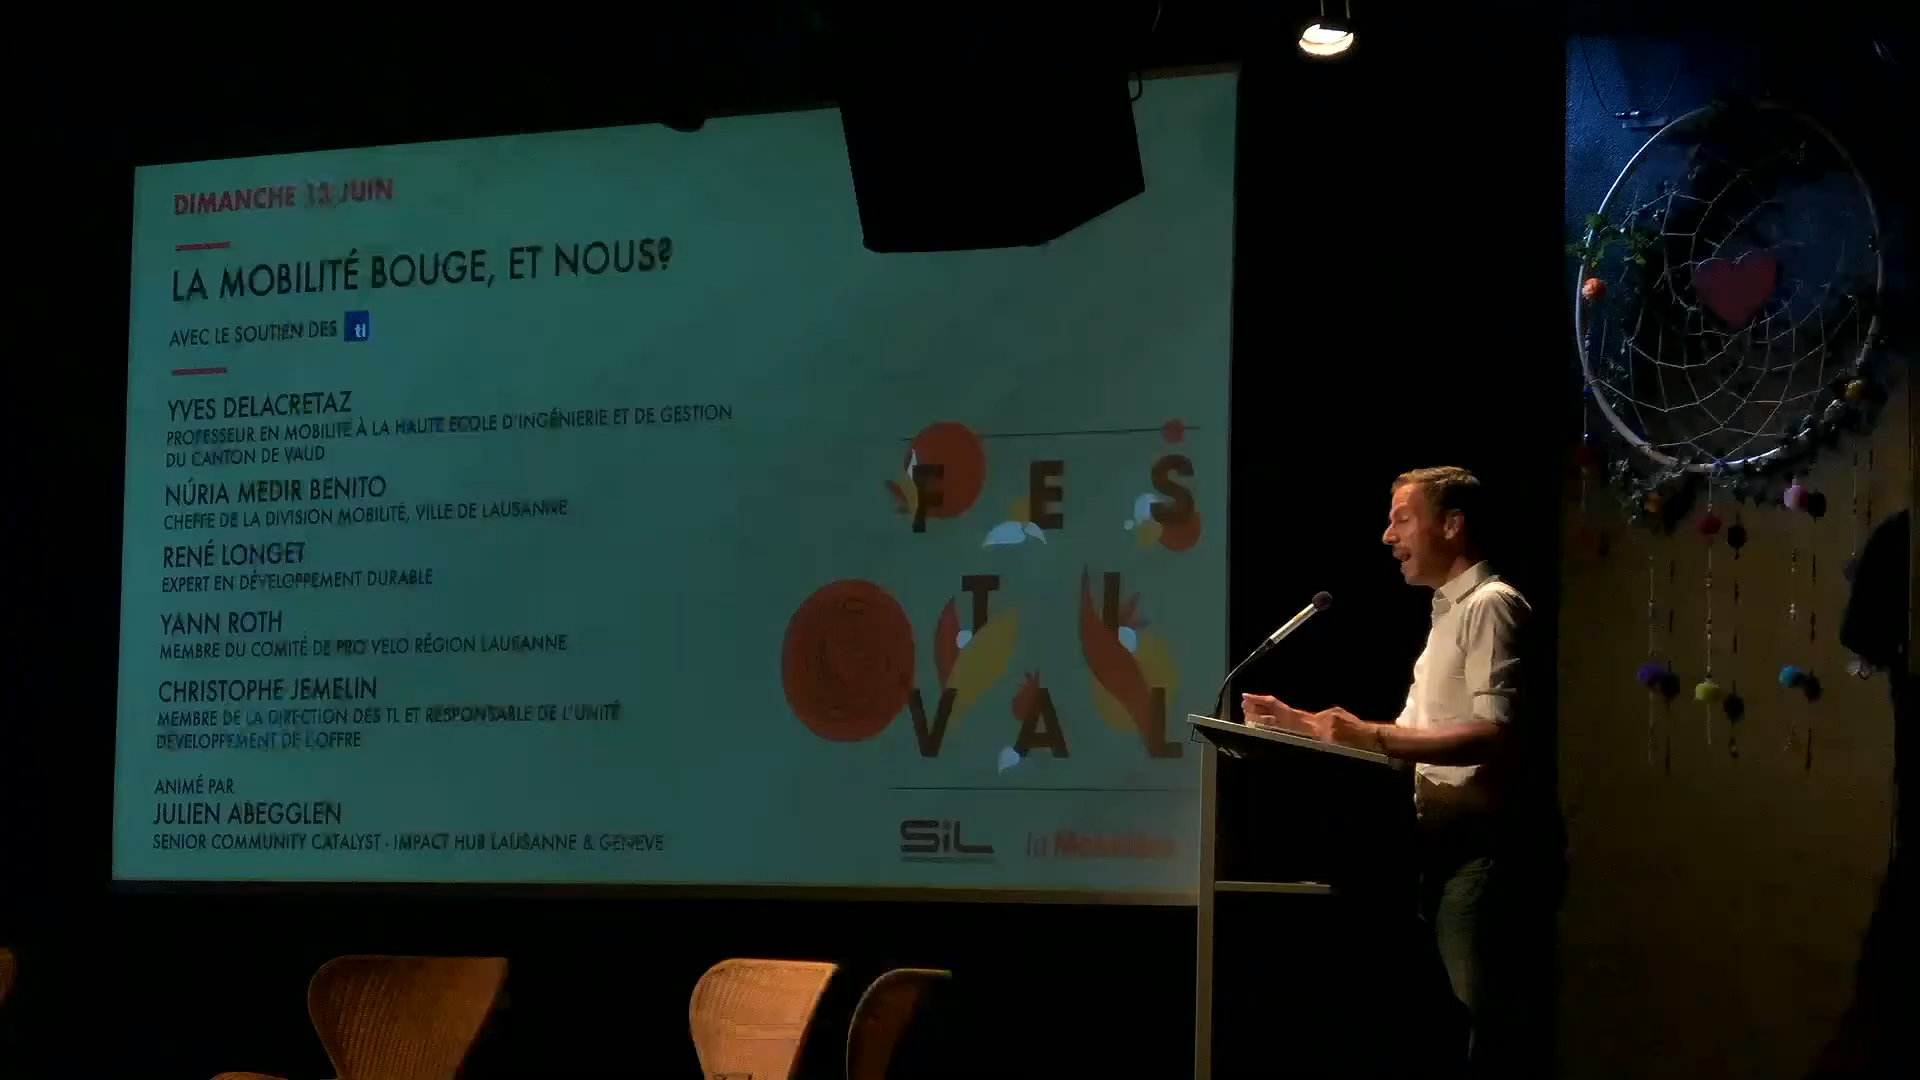 DIMANCHE 13 JUIN
LA MOBILITÉ BOUGE, ET NOUS?
AVEC LE SOUTIEN DES tl
YVES DELACRETAZ
PROFESSEUR EN MOBILITÉ À LA HAUTE ECOLE D'INGÉNIERIE ET DE GESTION
DU CANTON DE VAUD
NÚRIA MEDIR BENITO
CHEFFE DE LA DIVISION MOBILITÉ, VILLE DE LAUSANNE
RENÉ LONGET
EXPERT EN DÉVELOPPEMENT DURABLE
YANN ROTH
MEMBRE DU COMITÉ DE PRO VELO RÉGION LAUSANNE
CHRISTOPHE JEMELIN
MEMBRE DE LA DIRECTION DES TL ET RESPONSABLE DE L'UNITÉ
DÉVELOPPEMENT DE L'OFFRE
ANIMÉ PAR
JULIEN ABEGGLEN
SENIOR COMMUNITY CATALYST - IMPACT HUB LAUSANNE & GENÈVE
FES
TI
VAL
SiL
la Mobilière